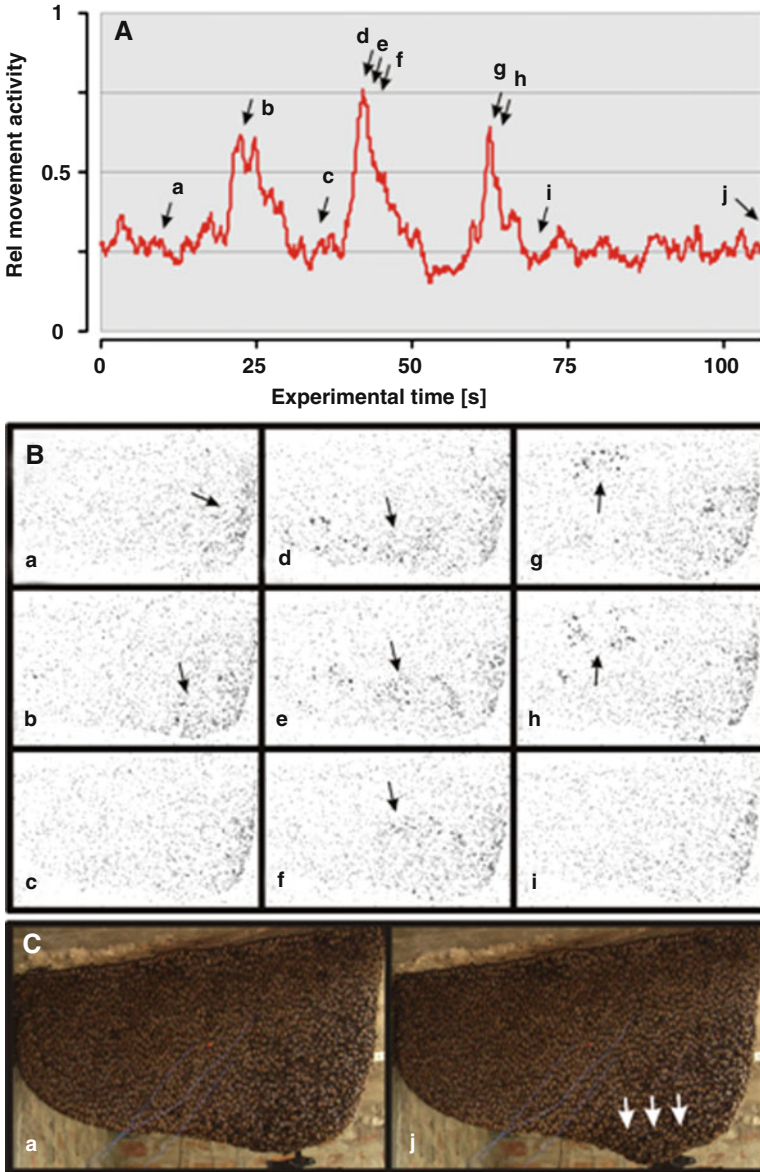 A
1
0.5
0
Rel movement activity
a
b
c
d
e
f
g
h
i
j
0 25 50 75 100
Experimental time [s]
B
a
d
g
b
e
h
c
f
i
C
a
j